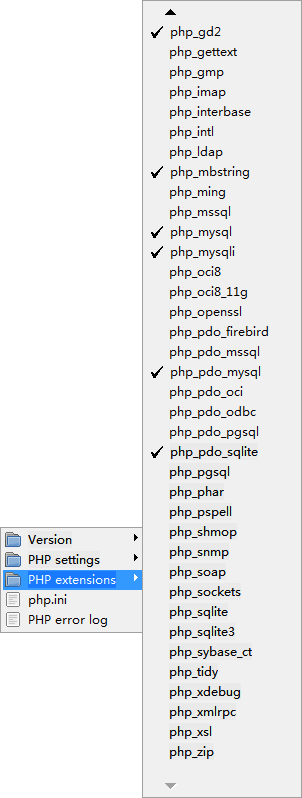 php_gd2
php_gettext
php_gmp
php_imap
php_interbase
php_intl
php_ldap
php_mbstring
php_ming
php_mssql
php_mysql
php_mysqli
php_oci8
php_oci8_11g
php_openssl
php_pdo_firebird
php_pdo_mssql
php_pdo_mysql
php_pdo_oci
php_pdo_odbc
php_pdo_pgsql
php_pdo_sqlite
php_pgsql
php_phar
php_pspell
php_shmop
php_snmp
php_soap
php_sockets
php_sqlite
php_sqlite3
php_sybase_ct
php_tidy
php_xdebug
php_xmlrpc
php_xsl
php_zip
Version
PHP settings
PHP extensions
php.ini
PHP error log